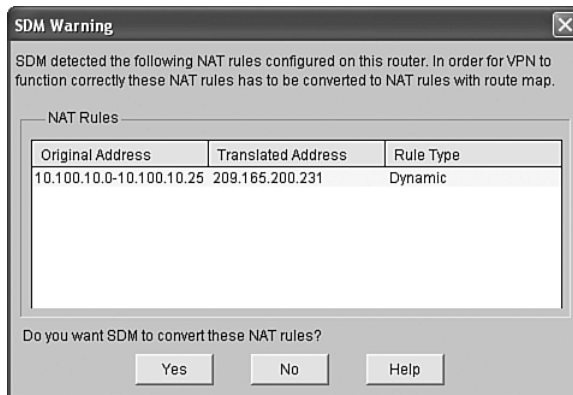 SDM Warning
SDM detected the following NAT rules configured on this router. In order for VPN to
function correctly these NAT rules has to be converted to NAT rules with route map.
NAT Rules
Original Address Translated Address Rule Type
10.100.10.0-10.100.10.25 209.165.200.231 Dynamic
Do you want SDM to convert these NAT rules?
Yes No Help